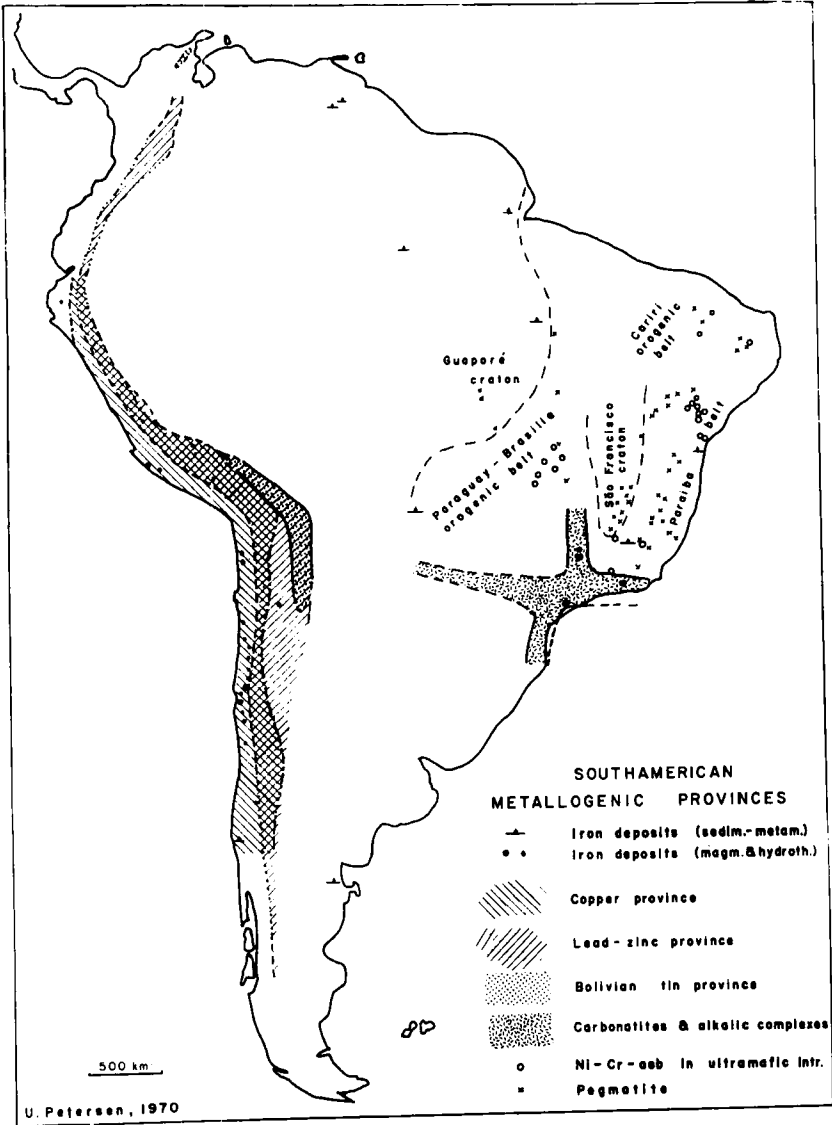 Guaporé
craton
Cariri
orogenic
belt
Paraguay - Brasília
orogenic belt
São Francisco
craton
Paraiba belt
SOUTHAMERICAN
METALLOGENIC PROVINCES
Iron deposits (sedim.-metam.)
Iron deposits (magm.&hydroth.)
Copper province
Lead-zinc province
Bolivian tin province
Carbonatites & alkalic complexes
Ni-Cr-asb in ultramafic intr.
Pegmatite
500 km
U. Petersen, 1970